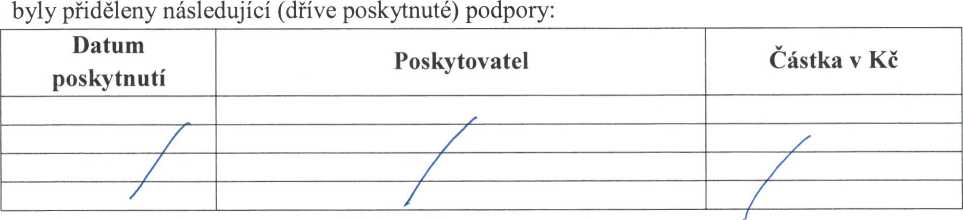 byly přiděleny následující (dříve poskytnuté) podpory:
Datum
poskytnutí
Poskytovatel
Částka v Kč